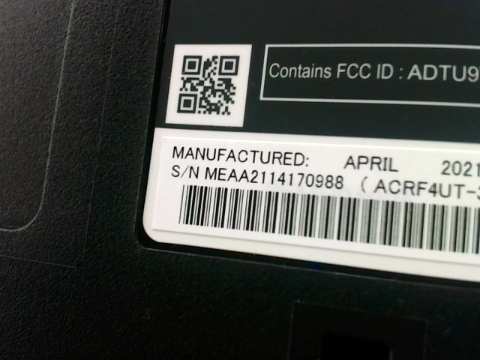 Contains FCC ID : ADTU9
MANUFACTURED: APRIL 2021
S/N MEAA2114170988 ( ACRF4UT-